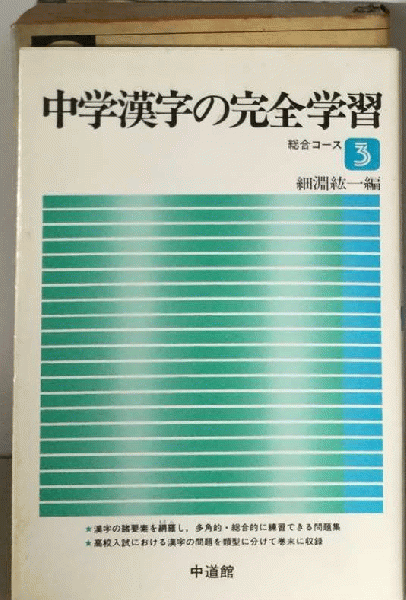 中学漢字の完全学習
総合コース 3
細淵紘一編
★漢字の諸要素を網羅し,多角的・総合的に練習できる問題集
★高校入試における漢字の問題を類型に分けて巻末に収録
中道館